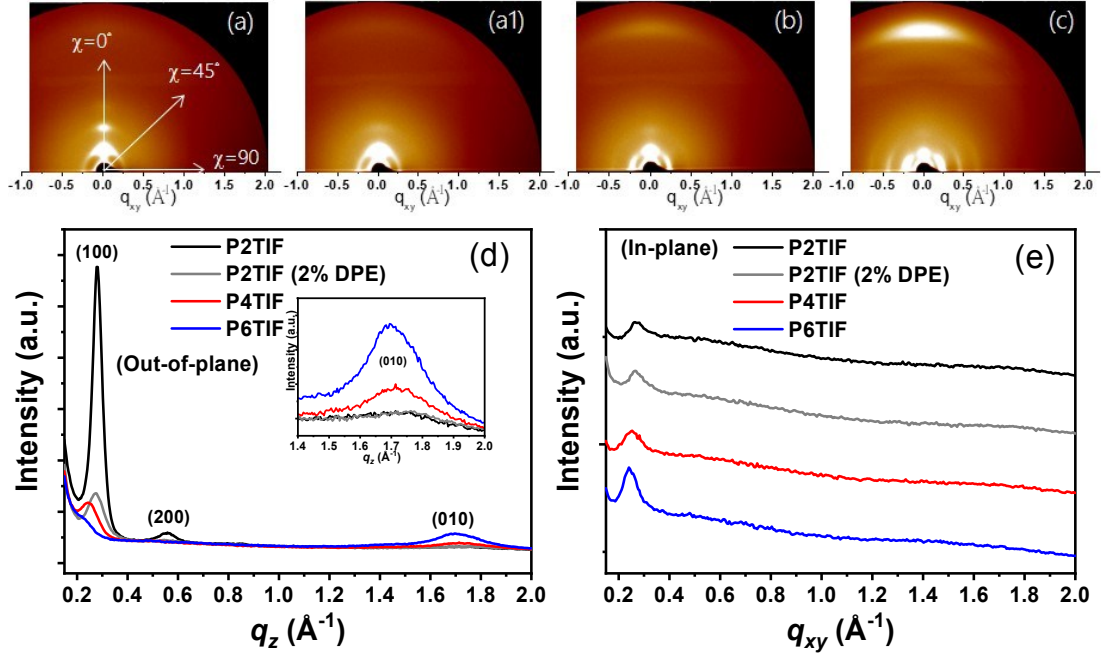 (a)
χ=0°
χ=45°
χ=90
-1.0 -0.5 0.0 0.5 1.0 1.5 2.0
q_xy (Å⁻¹)
(a1)
-1.0 -0.5 0.0 0.5 1.0 1.5 2.0
q_xy (Å⁻¹)
(b)
-1.0 -0.5 0.0 0.5 1.0 1.5 2.0
q_xy (Å⁻¹)
(c)
-1.0 -0.5 0.0 0.5 1.0 1.5 2.0
q_xy (Å⁻¹)
(d)
(100)
P2TIF
P2TIF (2% DPE)
P4TIF
P6TIF
(Out-of-plane)
Intensity (a.u.)
(010)
1.4 1.5 1.6 1.7 1.8 1.9 2.0
q_z (Å⁻¹)
(200)
(010)
Intensity (a.u.)
0.2 0.4 0.6 0.8 1.0 1.2 1.4 1.6 1.8 2.0
q_z (Å⁻¹)
(e)
(In-plane)
P2TIF
P2TIF (2% DPE)
P4TIF
P6TIF
Intensity (a.u.)
0.2 0.4 0.6 0.8 1.0 1.2 1.4 1.6 1.8 2.0
q_xy (Å⁻¹)